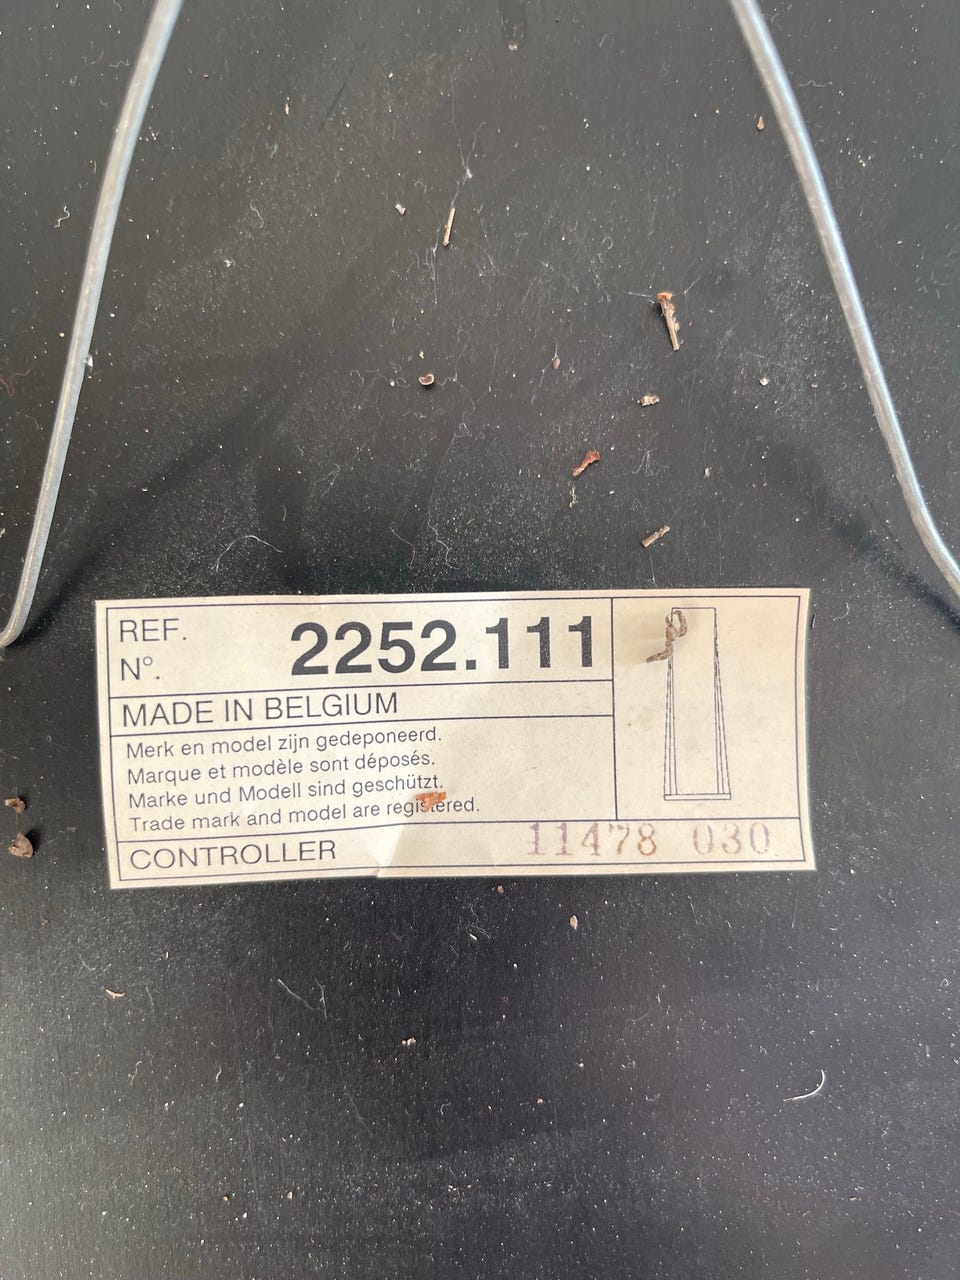 REF.
Nº. 2252.111
MADE IN BELGIUM
Merk en model zijn gedeponeerd.
Marque et modèle sont déposés.
Marke und Modell sind geschützt.
Trade mark and model are registered.
CONTROLLER 11478 030